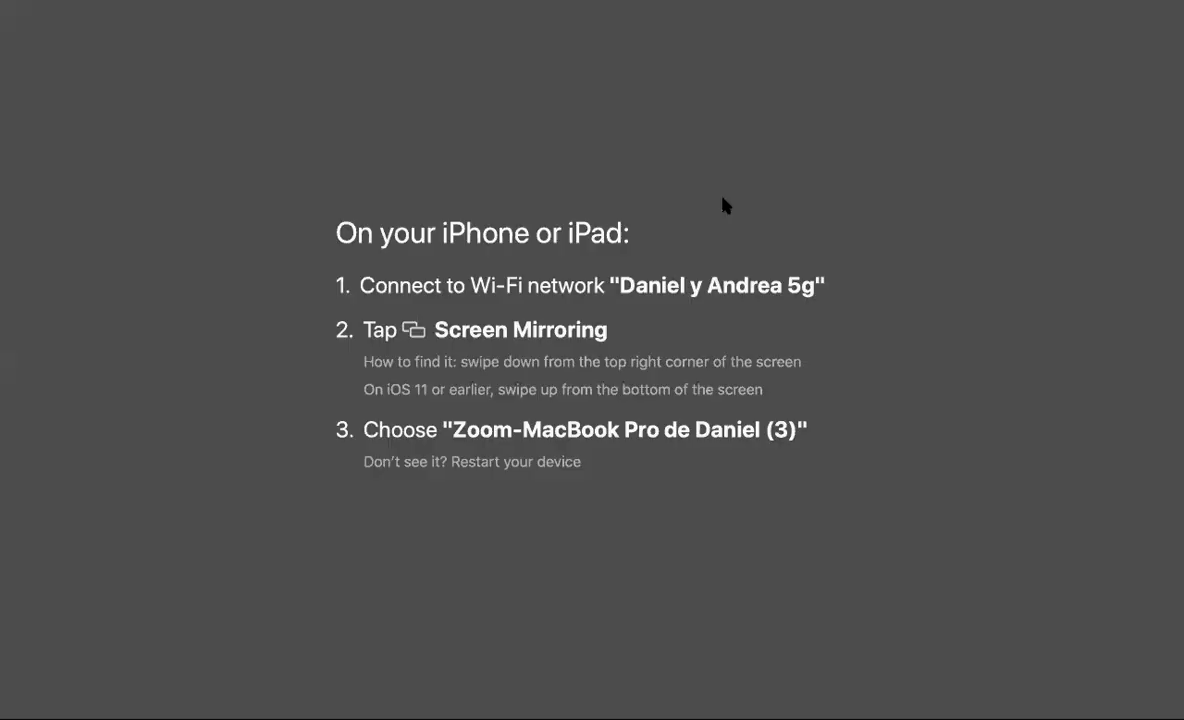 On your iPhone or iPad:
1. Connect to Wi-Fi network "Daniel y Andrea 5g"
2. Tap Screen Mirroring
How to find it: swipe down from the top right corner of the screen
On iOS 11 or earlier, swipe up from the bottom of the screen
3. Choose "Zoom-MacBook Pro de Daniel (3)"
Don't see it? Restart your device